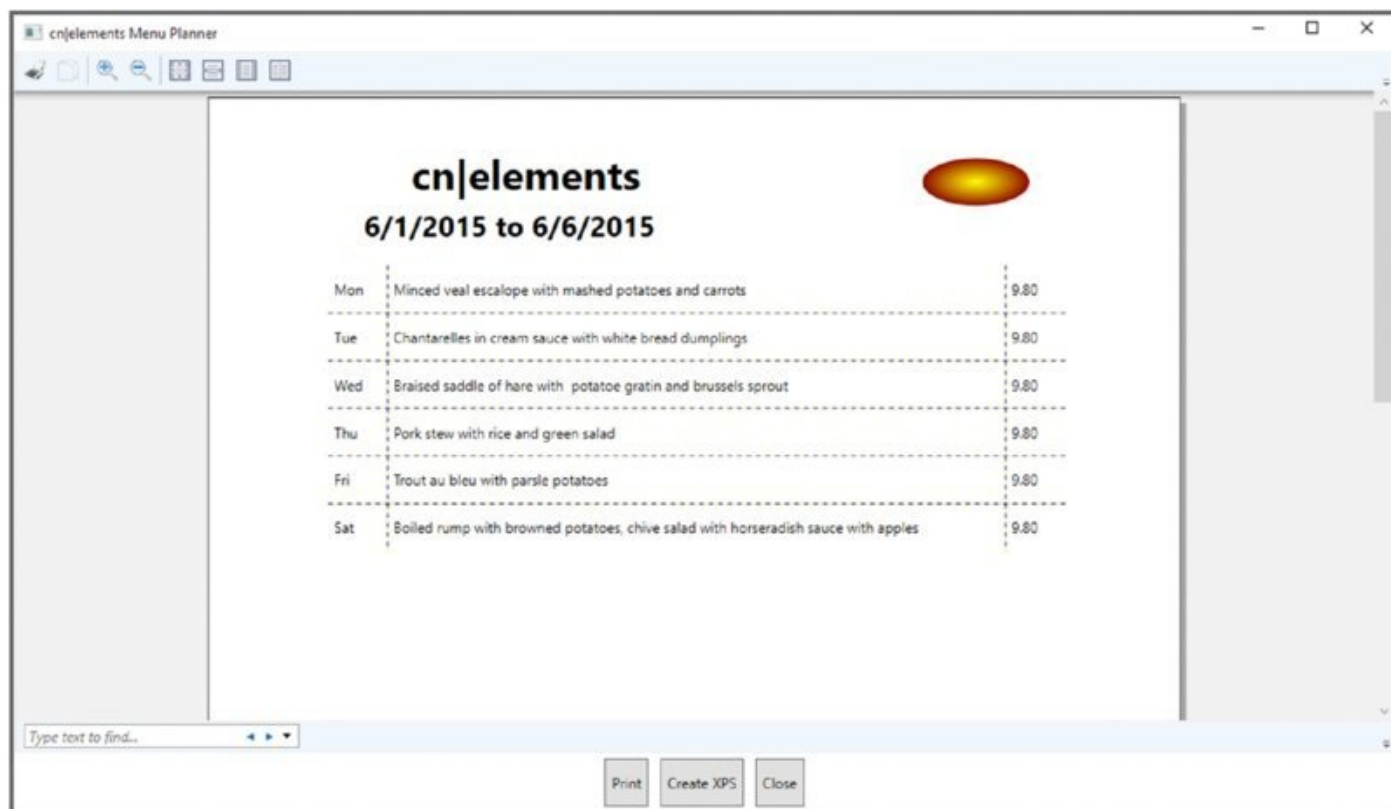 cn|elements Menu Planner
cn|elements
6/1/2015 to 6/6/2015
Mon Minced veal escalope with mashed potatoes and carrots 9.80
Tue Chantarelles in cream sauce with white bread dumplings 9.80
Wed Braised saddle of hare with  potatoe gratin and brussels sprout 9.80
Thu Pork stew with rice and green salad 9.80
Fri Trout au bleu with parsle potatoes 9.80
Sat Boiled rump with browned potatoes, chive salad with horseradish sauce with apples 9.80
Type text to find...
Print Create XPS Close